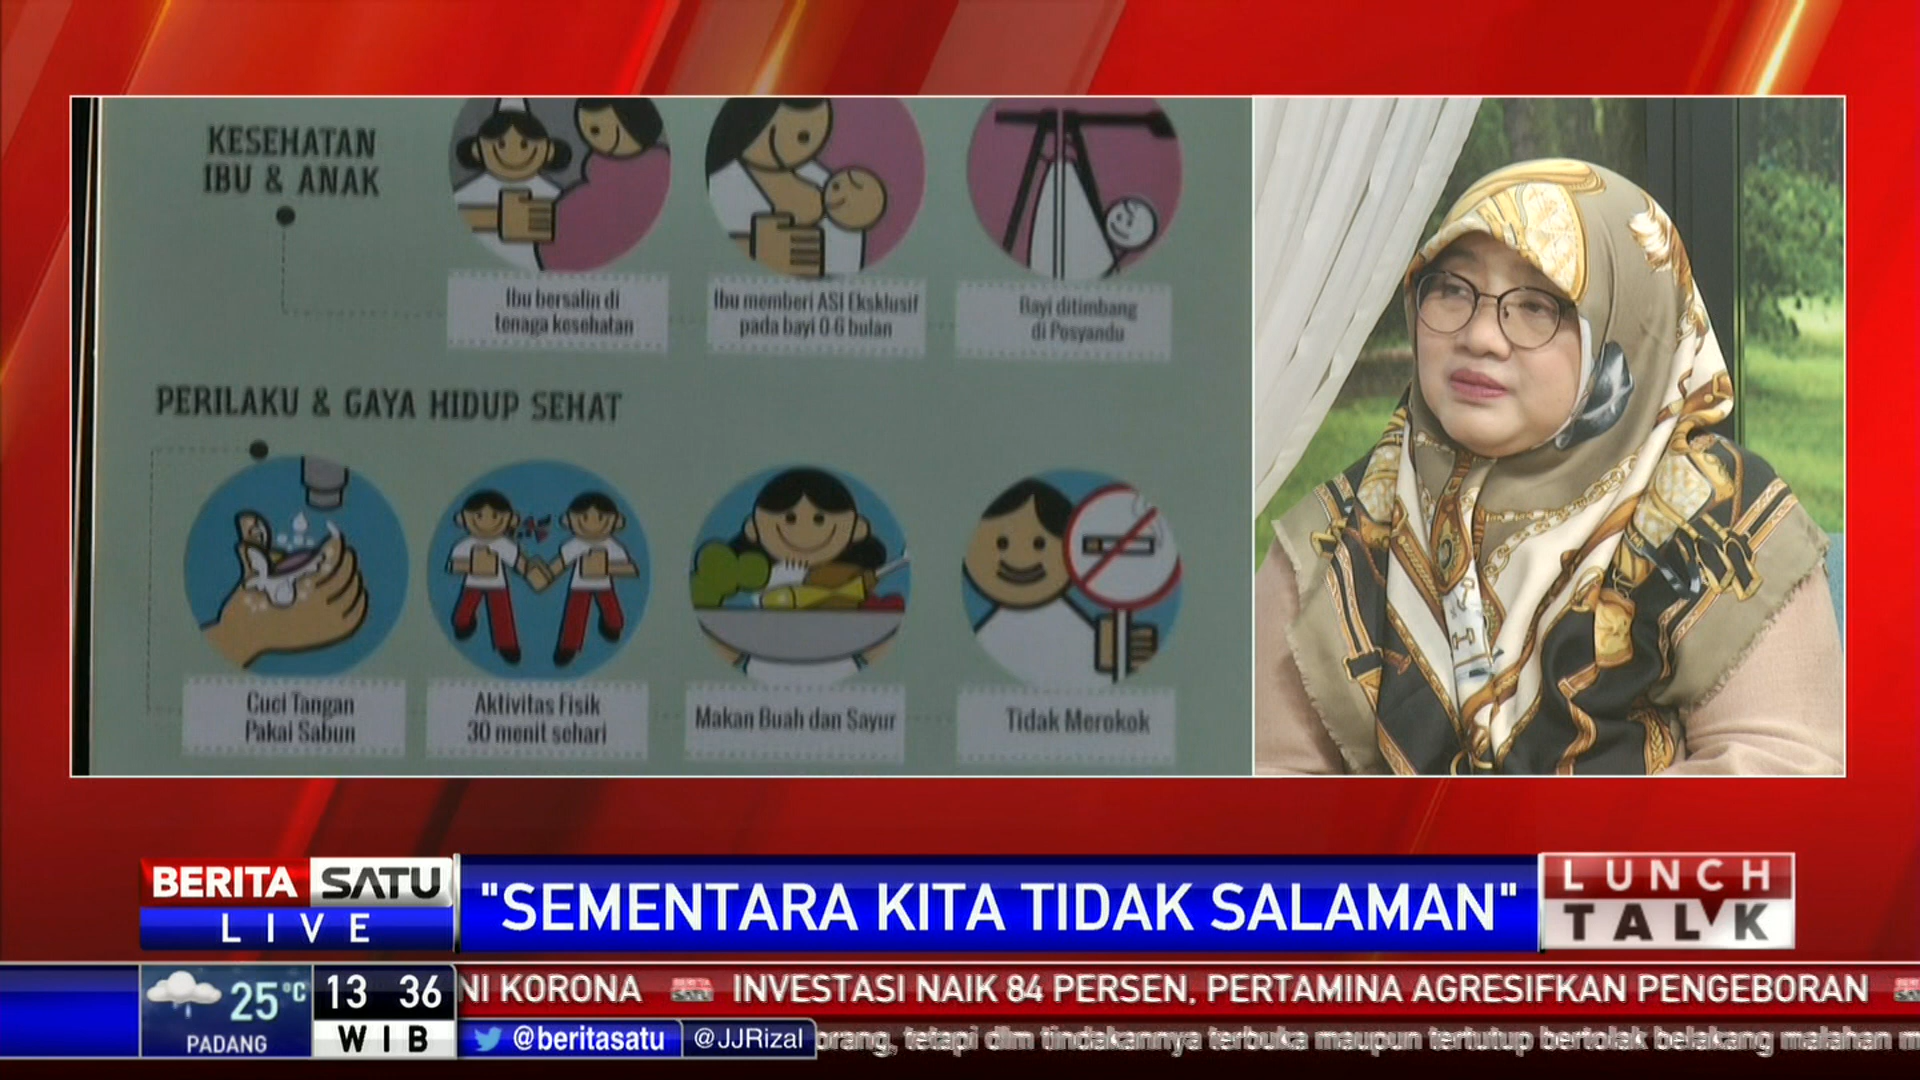 KESEHATAN
IBU & ANAK
Ibu bersalin di
tenaga kesehatan
Ibu memberi ASI Eksklusif
pada bayi 0-6 bulan
Bayi ditimbang
di Posyandu
PERILAKU & GAYA HIDUP SEHAT
Cuci Tangan
Pakai Sabun
Aktivitas Fisik
30 menit sehari
Makan Buah dan Sayur
Tidak Merokok
BERITA SATU
LIVE
"SEMENTARA KITA TIDAK SALAMAN"
LUNCH
TALK
25°C
PADANG
13 36
WIB
NI KORONA
INVESTASI NAIK 84 PERSEN, PERTAMINA AGRESIFKAN PENGEBORAN
@beritasatu
@JJRizal
orang, tetapi dlm tindakannya terbuka maupun tertutup bertolak belakang malahan m